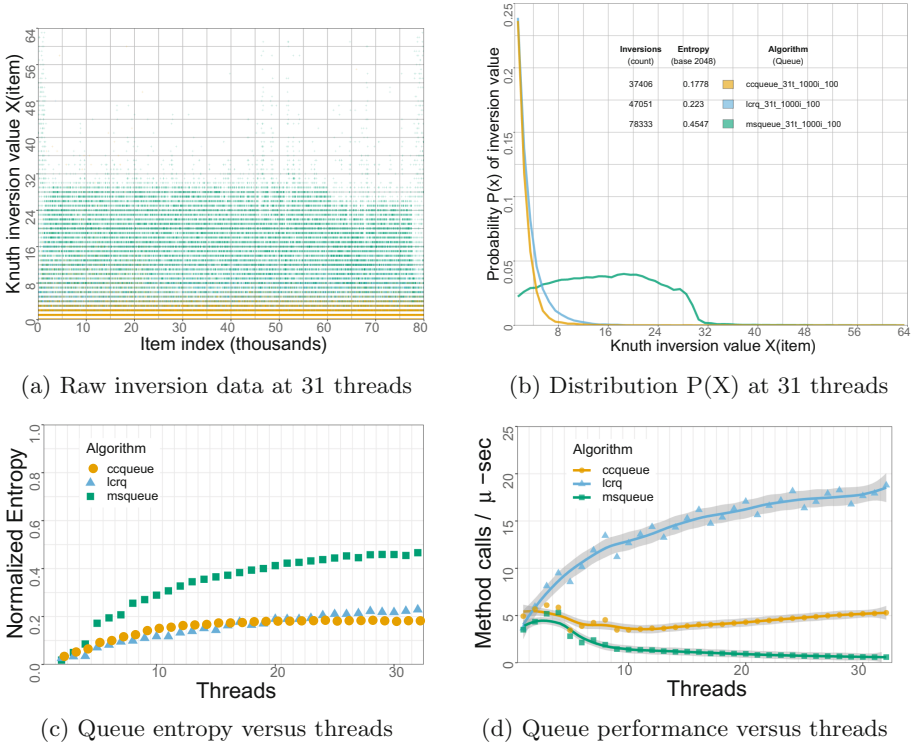 Knuth inversion value X(item)
64
56
48
40
32
24
16
8
0
0 10 20 30 40 50 60 70 80
Item index (thousands)
(a) Raw inversion data at 31 threads
Probability P(x) of inversion value
0.25
0.2
0.15
0.1
0.05
0
Inversions Entropy Algorithm
(count) (base 2048) (Queue)
37406 0.1778 ccqueue_31t_1000i_100
47051 0.223 lcrq_31t_1000i_100
78333 0.4547 msqueue_31t_1000i_100
8 16 24 32 40 48 56 64
Knuth inversion value X(item)
(b) Distribution P(X) at 31 threads
Normalized Entropy
1.0
0.8
0.6
0.4
0.2
0.0
Algorithm
ccqueue
lcrq
msqueue
10 20 30
Threads
(c) Queue entropy versus threads
Method calls / μ −sec
25
20
15
10
5
0
Algorithm
ccqueue
lcrq
msqueue
10 20 30
Threads
(d) Queue performance versus threads